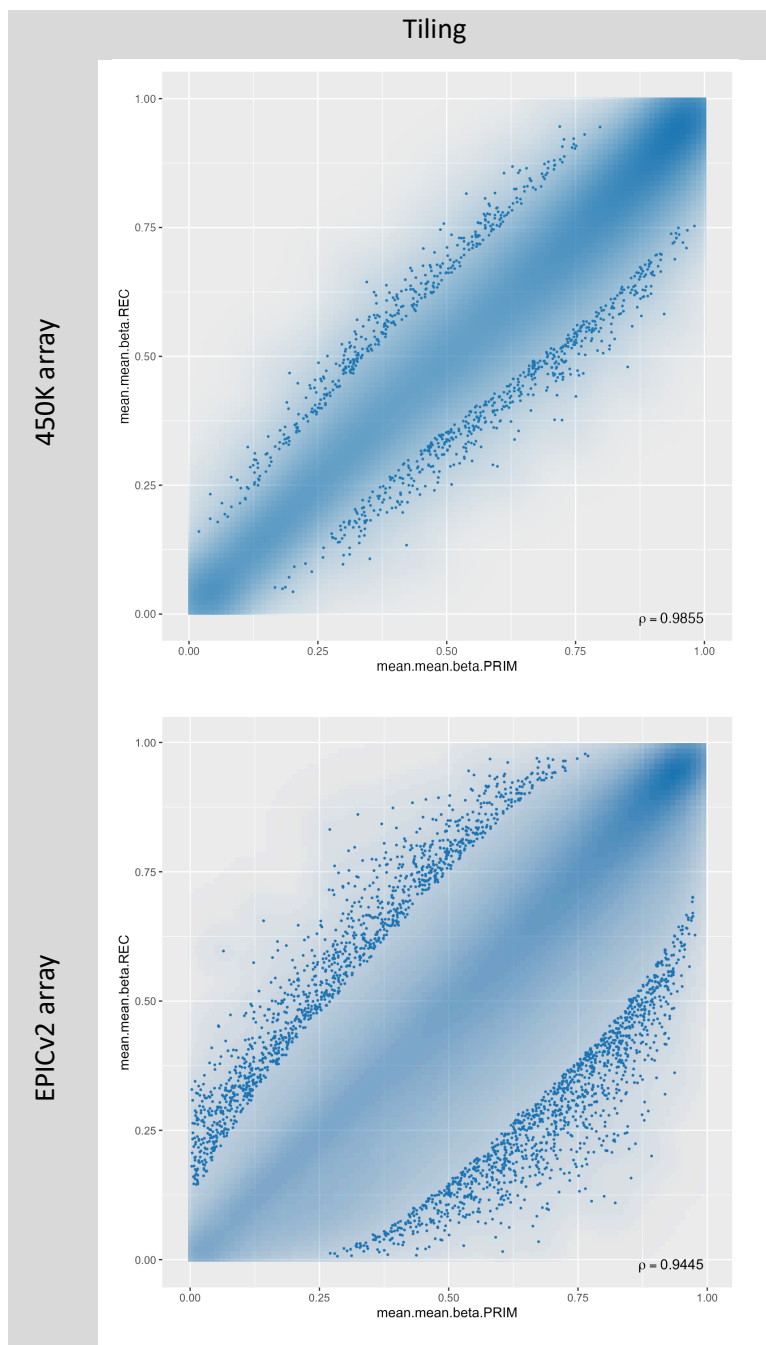 Tiling
450K array
mean.mean.beta.REC
1.00
0.75
0.50
0.25
0.00
ρ = 0.9855
0.00 0.25 0.50 0.75 1.00
mean.mean.beta.PRIM
EPICv2 array
mean.mean.beta.REC
1.00
0.75
0.50
0.25
0.00
ρ = 0.9445
0.00 0.25 0.50 0.75 1.00
mean.mean.beta.PRIM